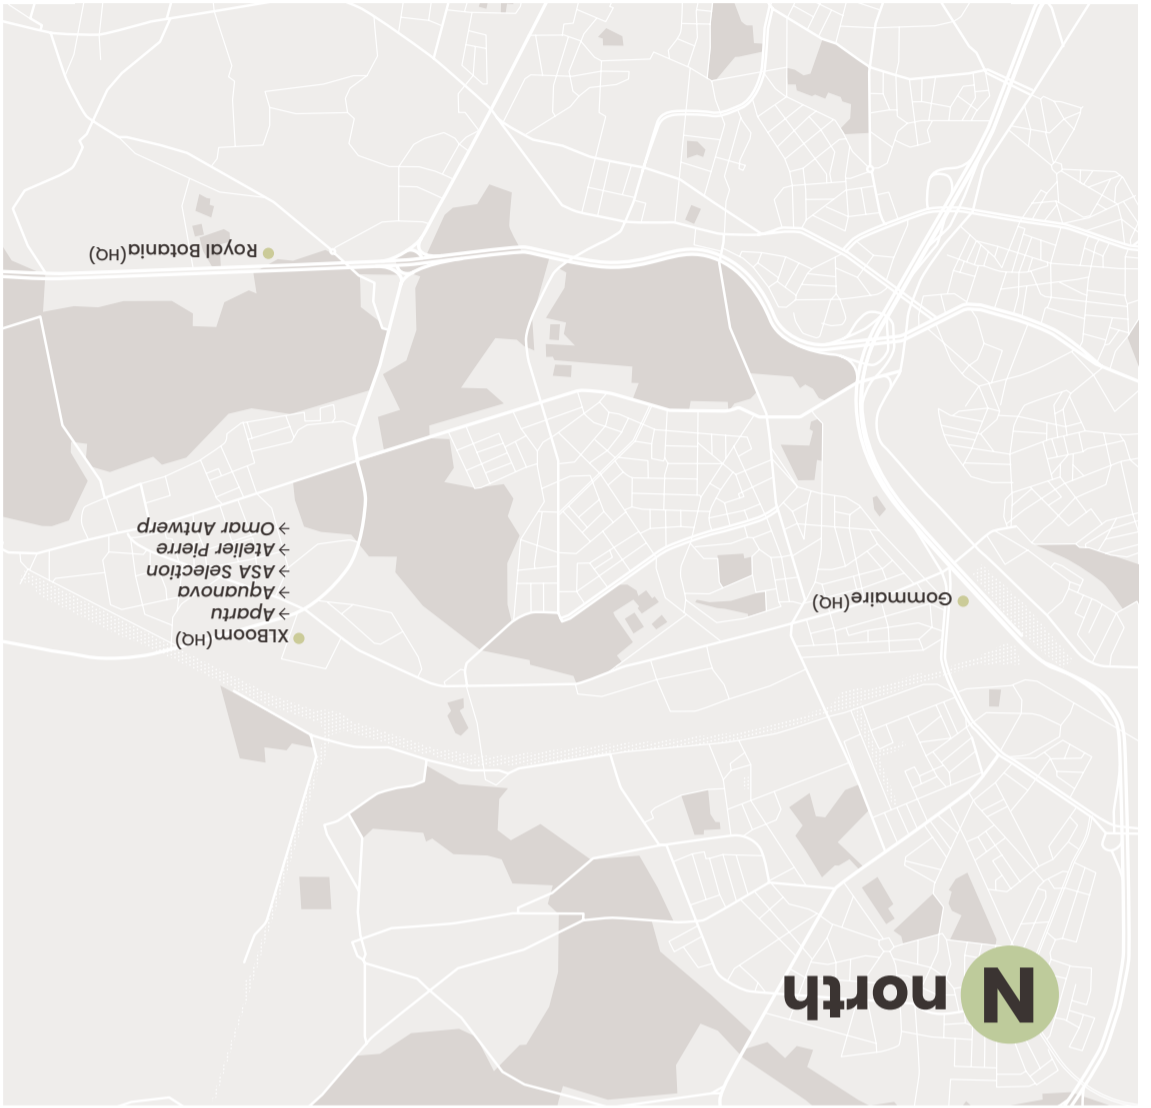 N north
Gommaire (HQ)
XLBoom (HQ)
→ Apartu
→ Aquanova
→ ASA Selection
→ Atelier Pierre
→ Omar Antwerp
Royal Botania (HQ)